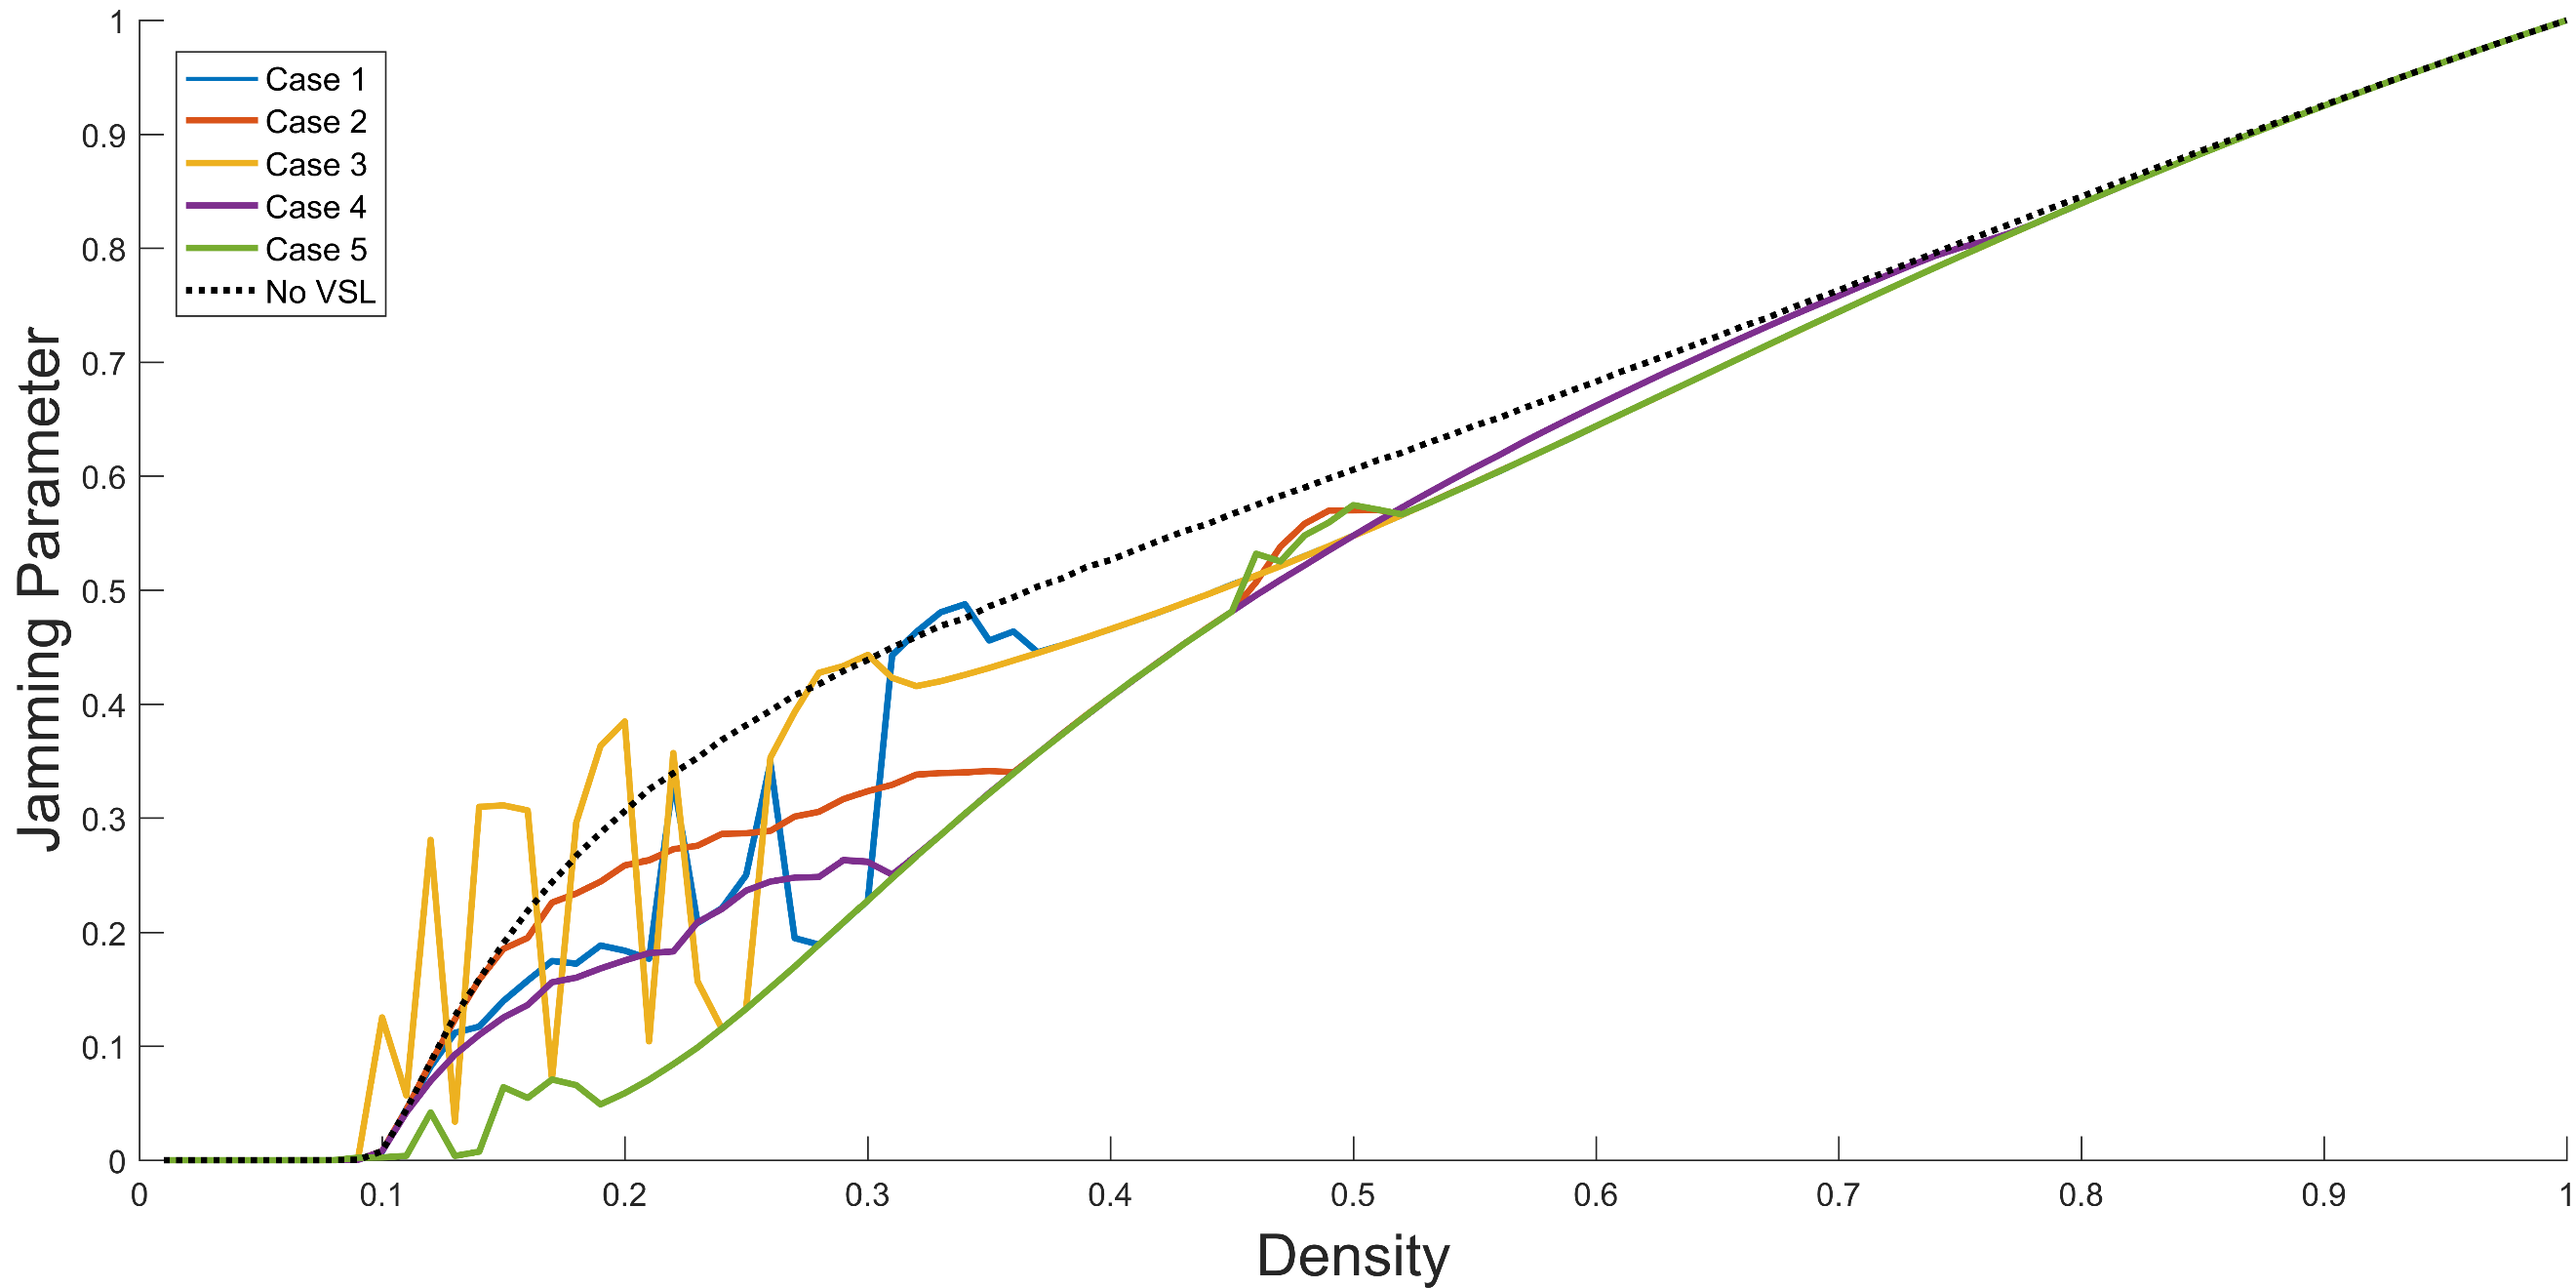 1
0.9
0.8
0.7
0.6
0.5
0.4
0.3
0.2
0.1
0
Jamming Parameter
Case 1
Case 2
Case 3
Case 4
Case 5
No VSL
0 0.1 0.2 0.3 0.4 0.5 0.6 0.7 0.8 0.9 1
Density